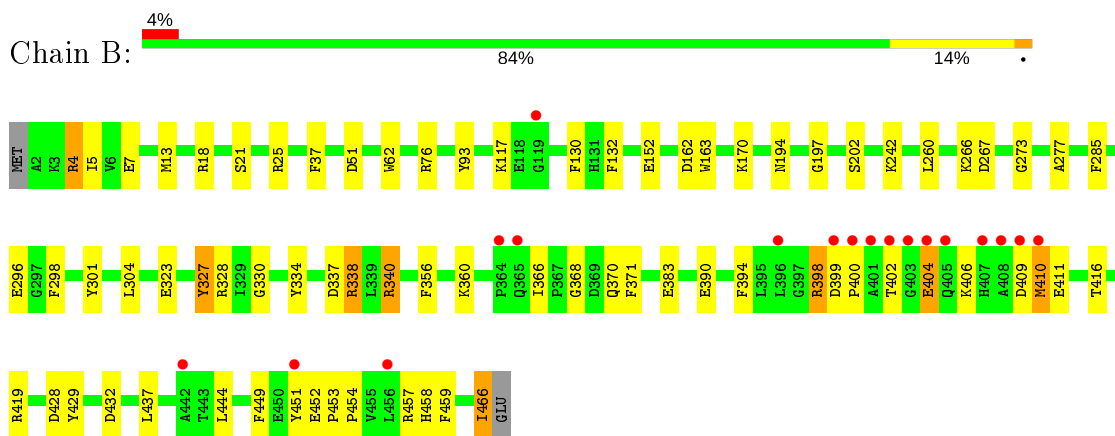 4%
Chain B:
84% 14% •
MET A2 K3 R4 I5 V6 E7 M13 R18 S21 R25 F37 D51 W62 R76 Y93 K117 E118 G119 F130 H131 F132 E152 D162 W163 K170 N194 G197 S202 K242 L260 K266 D267 G273 A277 F285
E296 G297 F298 Y301 L304 E323 Y327 R328 I329 G330 Y334 D337 R338 L339 R340 F356 K360 P364 Q365 I366 P367 G368 D369 Q370 F371 E383 E390 F394 L395 L396 G397 R398 D399 P400 A401 T402 G403 E404 Q405 K406 H407 A408 D409 M410 E411 T416
R419 D428 Y429 D432 L437 A442 T443 L444 F449 E450 Y451 E452 P453 P454 V455 L456 R457 H458 F459 I466 GLU